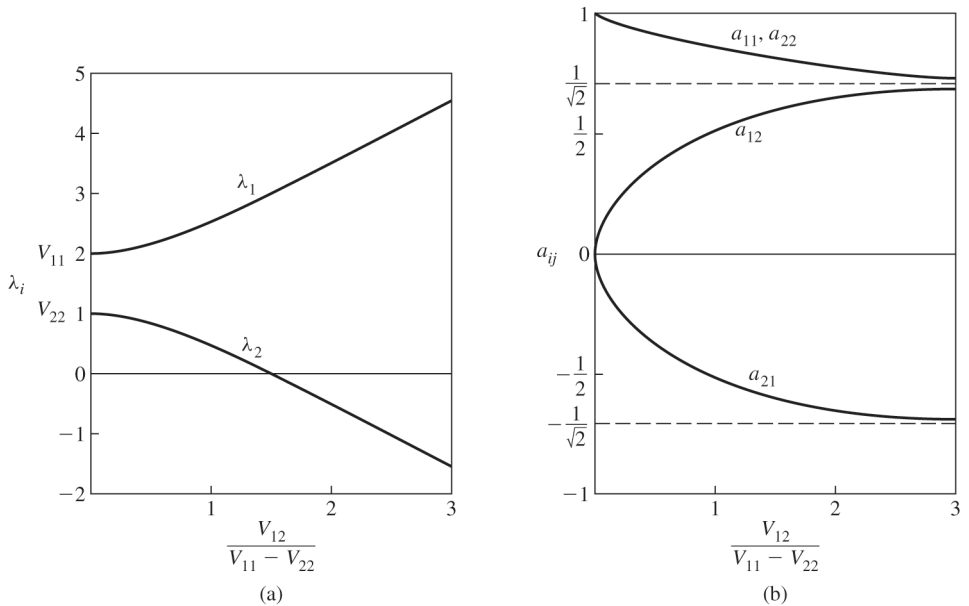 5
4
3
V₁₁ 2
λᵢ
V₂₂ 1
0
−1
−2
λ₁
λ₂
1 2 3
V₁₂
V₁₁ − V₂₂
(a)
1
1
√2
1
2
aᵢⱼ 0
−1
2
−1
√2
−1
a₁₁, a₂₂
a₁₂
a₂₁
1 2 3
V₁₂
V₁₁ − V₂₂
(b)